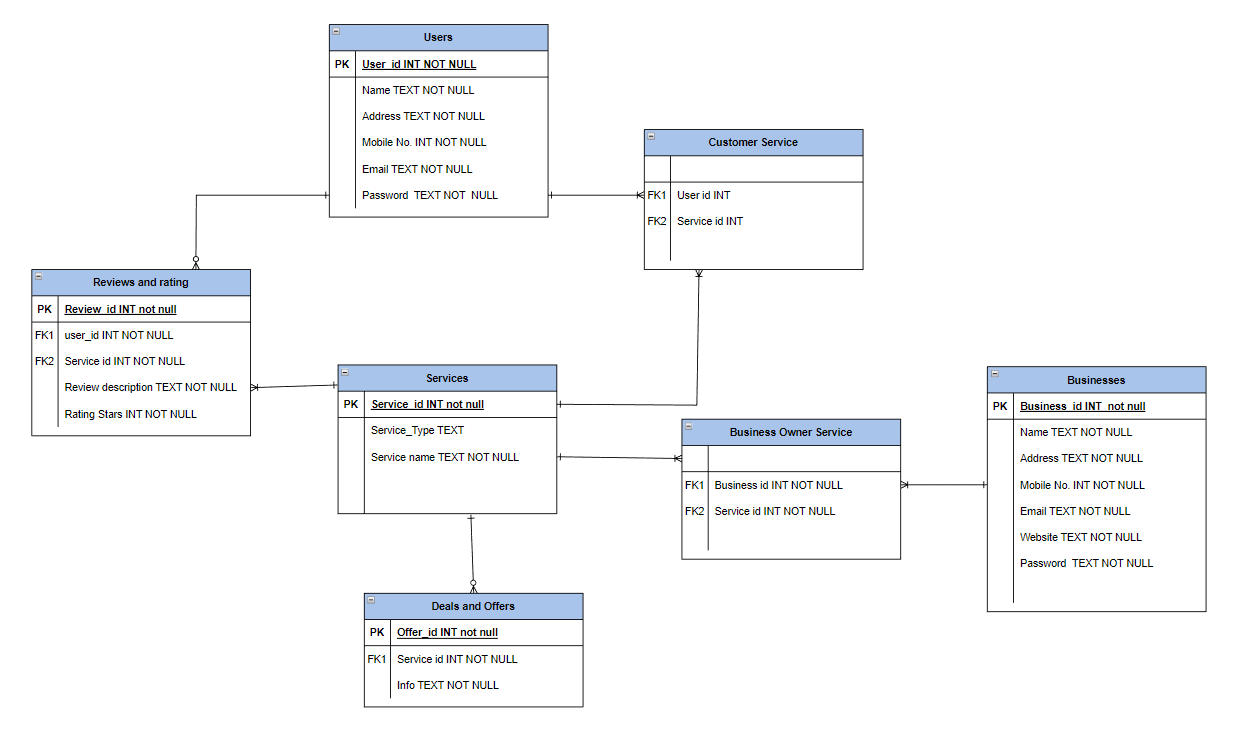 Users
PK User_id INT NOT NULL
Name TEXT NOT NULL
Address TEXT NOT NULL
Mobile No. INT NOT NULL
Email TEXT NOT NULL
Password TEXT NOT NULL
Customer Service
FK1 User id INT
FK2 Service id INT
Reviews and rating
PK Review_id INT not null
FK1 user_id INT NOT NULL
FK2 Service id INT NOT NULL
Review description TEXT NOT NULL
Rating Stars INT NOT NULL
Services
PK Service_id INT not null
Service_Type TEXT
Service name TEXT NOT NULL
Business Owner Service
FK1 Business id INT NOT NULL
FK2 Service id INT NOT NULL
Businesses
PK Business_id INT not null
Name TEXT NOT NULL
Address TEXT NOT NULL
Mobile No. INT NOT NULL
Email TEXT NOT NULL
Website TEXT NOT NULL
Password TEXT NOT NULL
Deals and Offers
PK Offer_id INT not null
FK1 Service id INT NOT NULL
Info TEXT NOT NULL